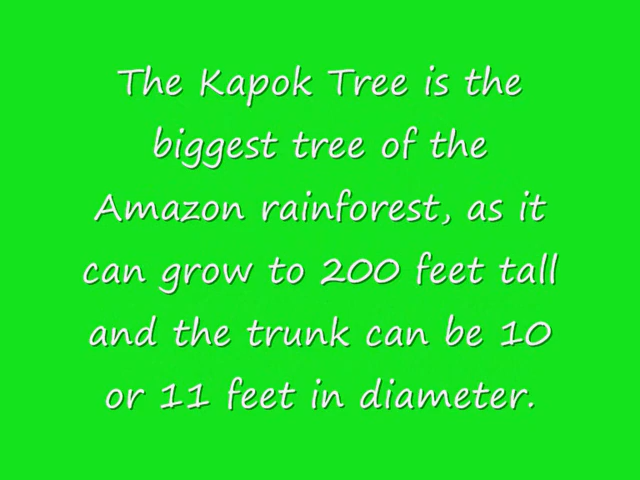 The Kapok Tree is the
biggest tree of the
Amazon rainforest, as it
can grow to 200 feet tall
and the trunk can be 10
or 11 feet in diameter.